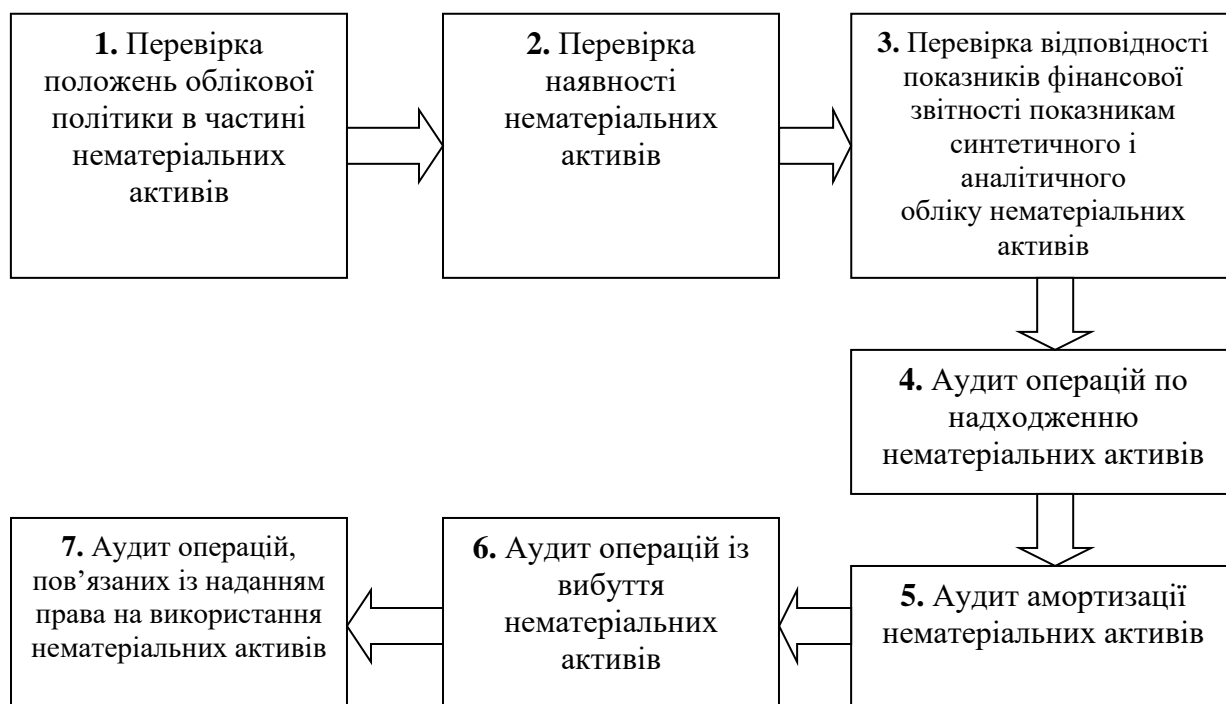 1. Перевірка
положень облікової
політики в частині
нематеріальних
активів
2. Перевірка
наявності
нематеріальних
активів
3. Перевірка відповідності
показників фінансової
звітності показникам
синтетичного і
аналітичного
обліку нематеріальних
активів
4. Аудит операцій по
надходженню
нематеріальних активів
5. Аудит амортизації
нематеріальних активів
6. Аудит операцій із
вибуття
нематеріальних
активів
7. Аудит операцій,
пов’язаних із наданням
права на використання
нематеріальних активів